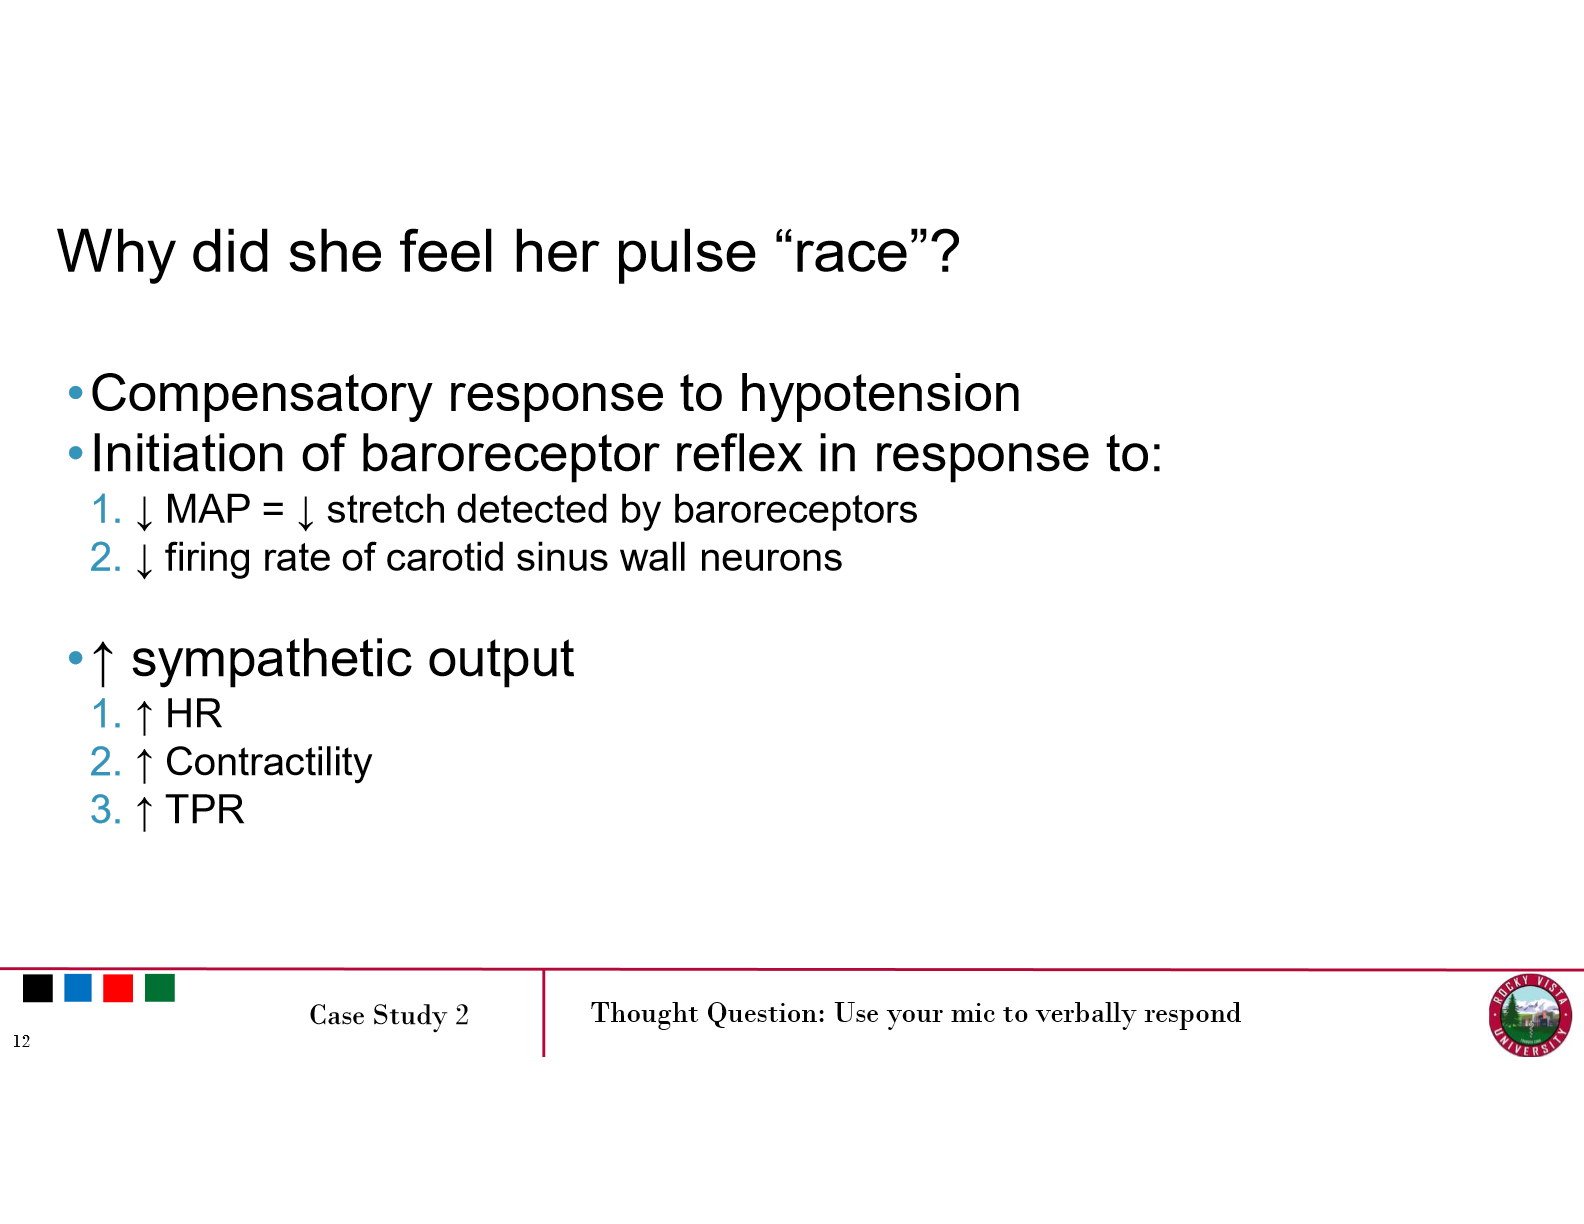 Why did she feel her pulse “race”?
•Compensatory response to hypotension
•Initiation of baroreceptor reflex in response to:
1. ↓ MAP = ↓ stretch detected by baroreceptors
2. ↓ firing rate of carotid sinus wall neurons
•↑ sympathetic output
1. ↑ HR
2. ↑ Contractility
3. ↑ TPR
Case Study 2
Thought Question: Use your mic to verbally respond
12
ROCKY VISTA
UNIVERSITY